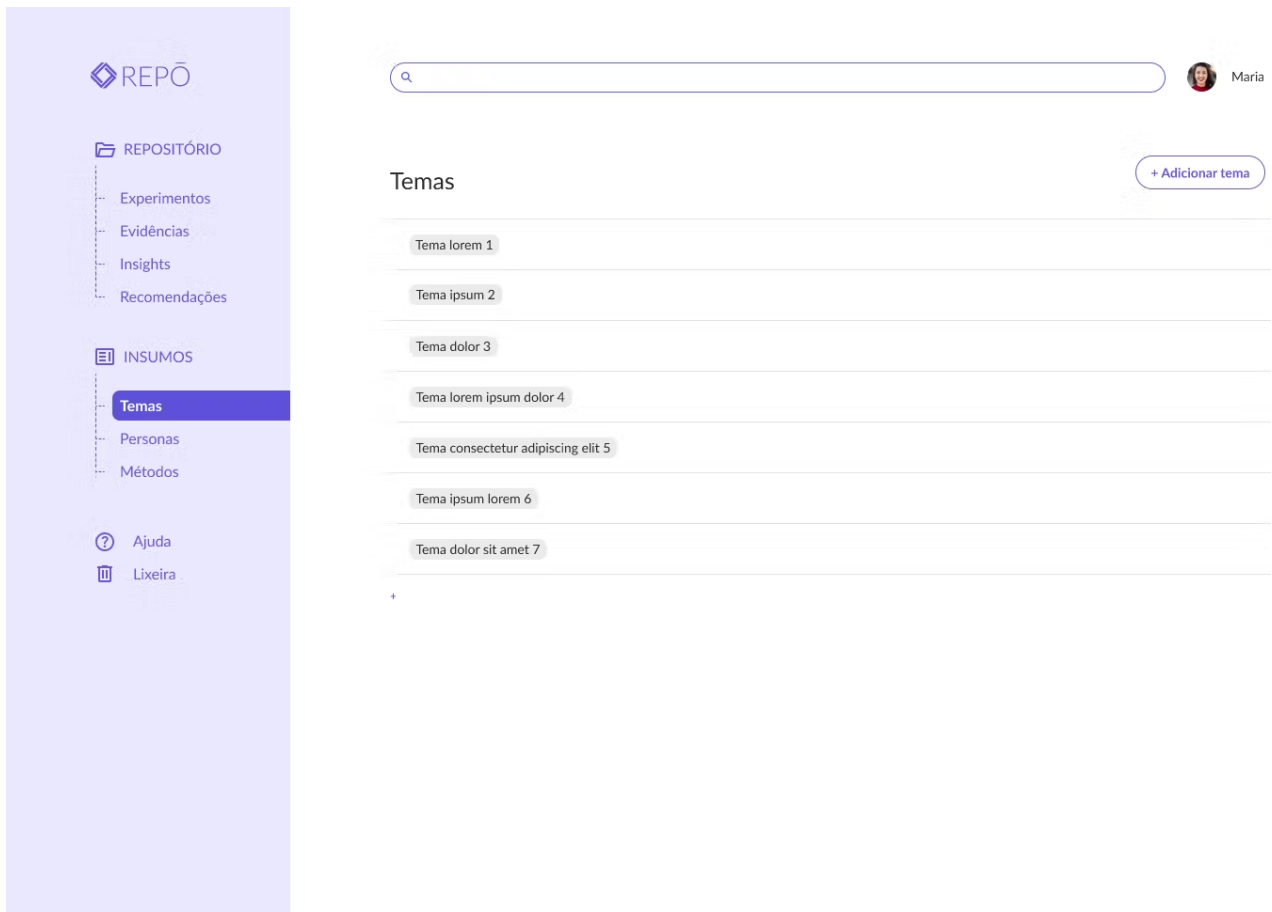 REPŌ
REPOSITÓRIO
Experimentos
Evidências
Insights
Recomendações
INSUMOS
Temas
Personas
Métodos
Ajuda
Lixeira
Maria
Temas
+ Adicionar tema
Tema lorem 1
Tema ipsum 2
Tema dolor 3
Tema lorem ipsum dolor 4
Tema consectetur adipiscing elit 5
Tema ipsum lorem 6
Tema dolor sit amet 7
+